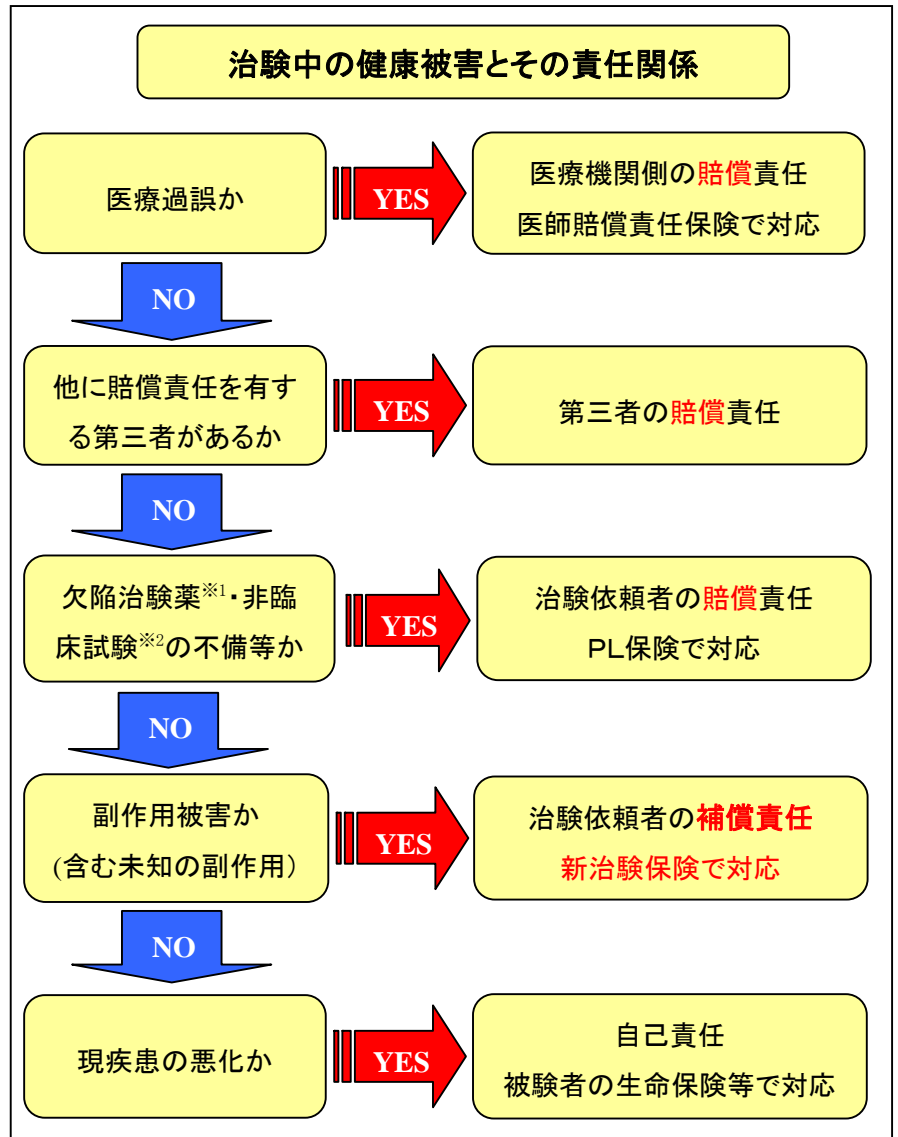 治験中の健康被害とその責任関係
医療過誤か
YES
医療機関側の賠償責任
医師賠償責任保険で対応
NO
他に賠償責任を有す
る第三者があるか
YES
第三者の賠償責任
NO
欠陥治験薬※1・非臨
床試験※2の不備等か
YES
治験依頼者の賠償責任
PL保険で対応
NO
副作用被害か
(含む未知の副作用)
YES
治験依頼者の補償責任
新治験保険で対応
NO
現疾患の悪化か
YES
自己責任
被験者の生命保険等で対応